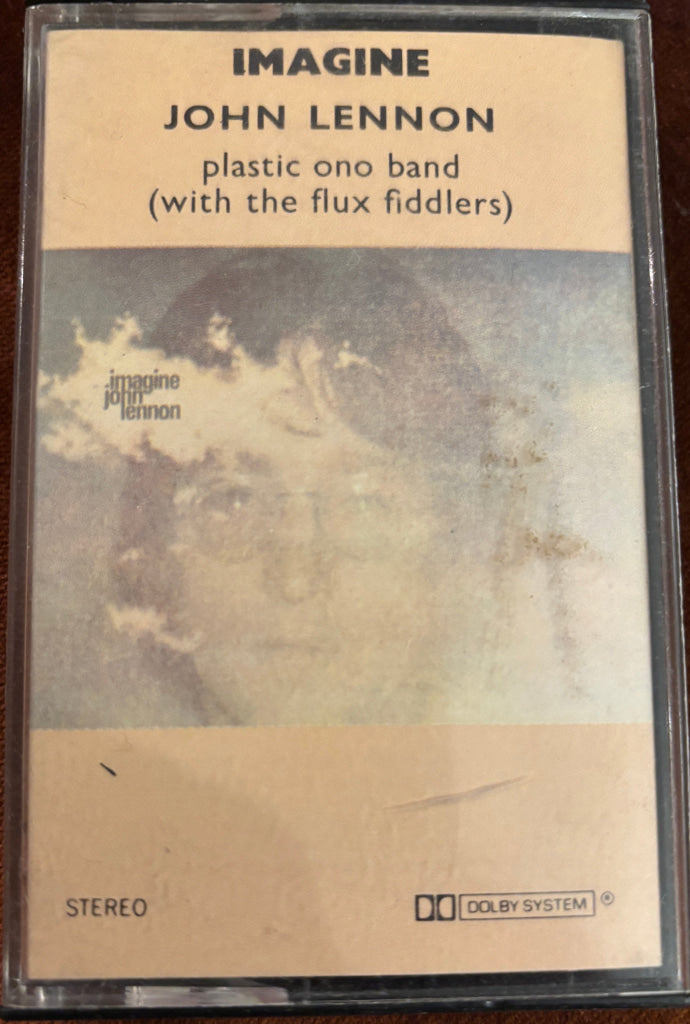 IMAGINE
JOHN LENNON
plastic ono band
(with the flux fiddlers)
imagine
john
lennon
STEREO
DOLBY SYSTEM ®